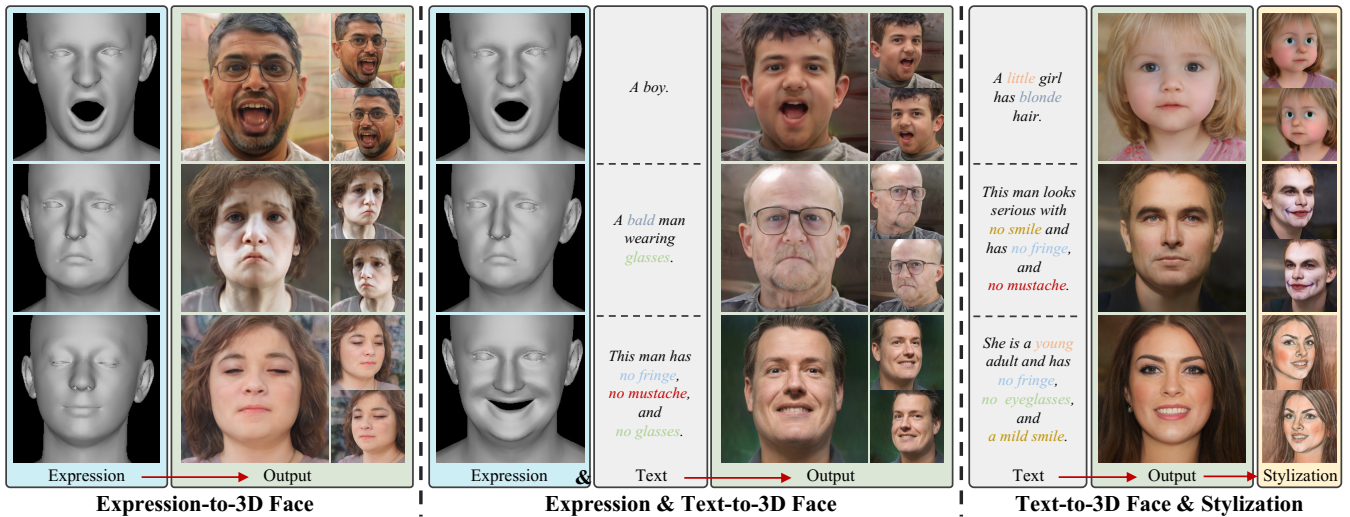 A boy.
A bald man
wearing
glasses.
This man has
no fringe,
no mustache,
and
no glasses.
A little girl
has blonde
hair.
This man looks
serious with
no smile and
has no fringe,
and
no mustache.
She is a young
adult and has
no fringe,
no eyeglasses,
and
a mild smile.
Expression Output
Expression & Text Output
Text Output Stylization
Expression-to-3D Face
Expression & Text-to-3D Face
Text-to-3D Face & Stylization